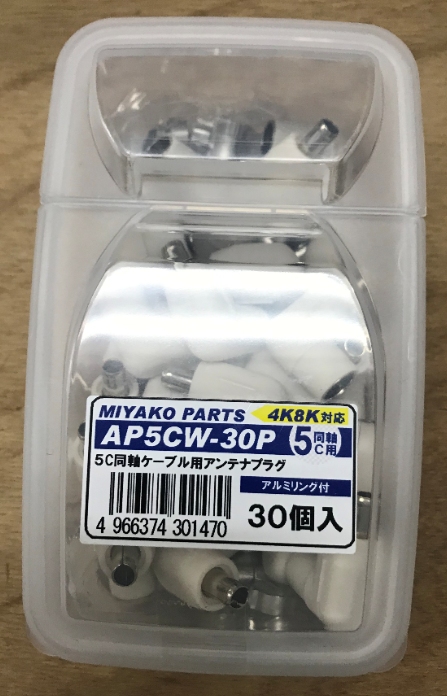 MIYAKO PARTS 4K8K対応
AP5CW-30P 5同軸C用
5C同軸ケーブル用アンテナプラグ
アルミリング付
4 966374 301470 30個入